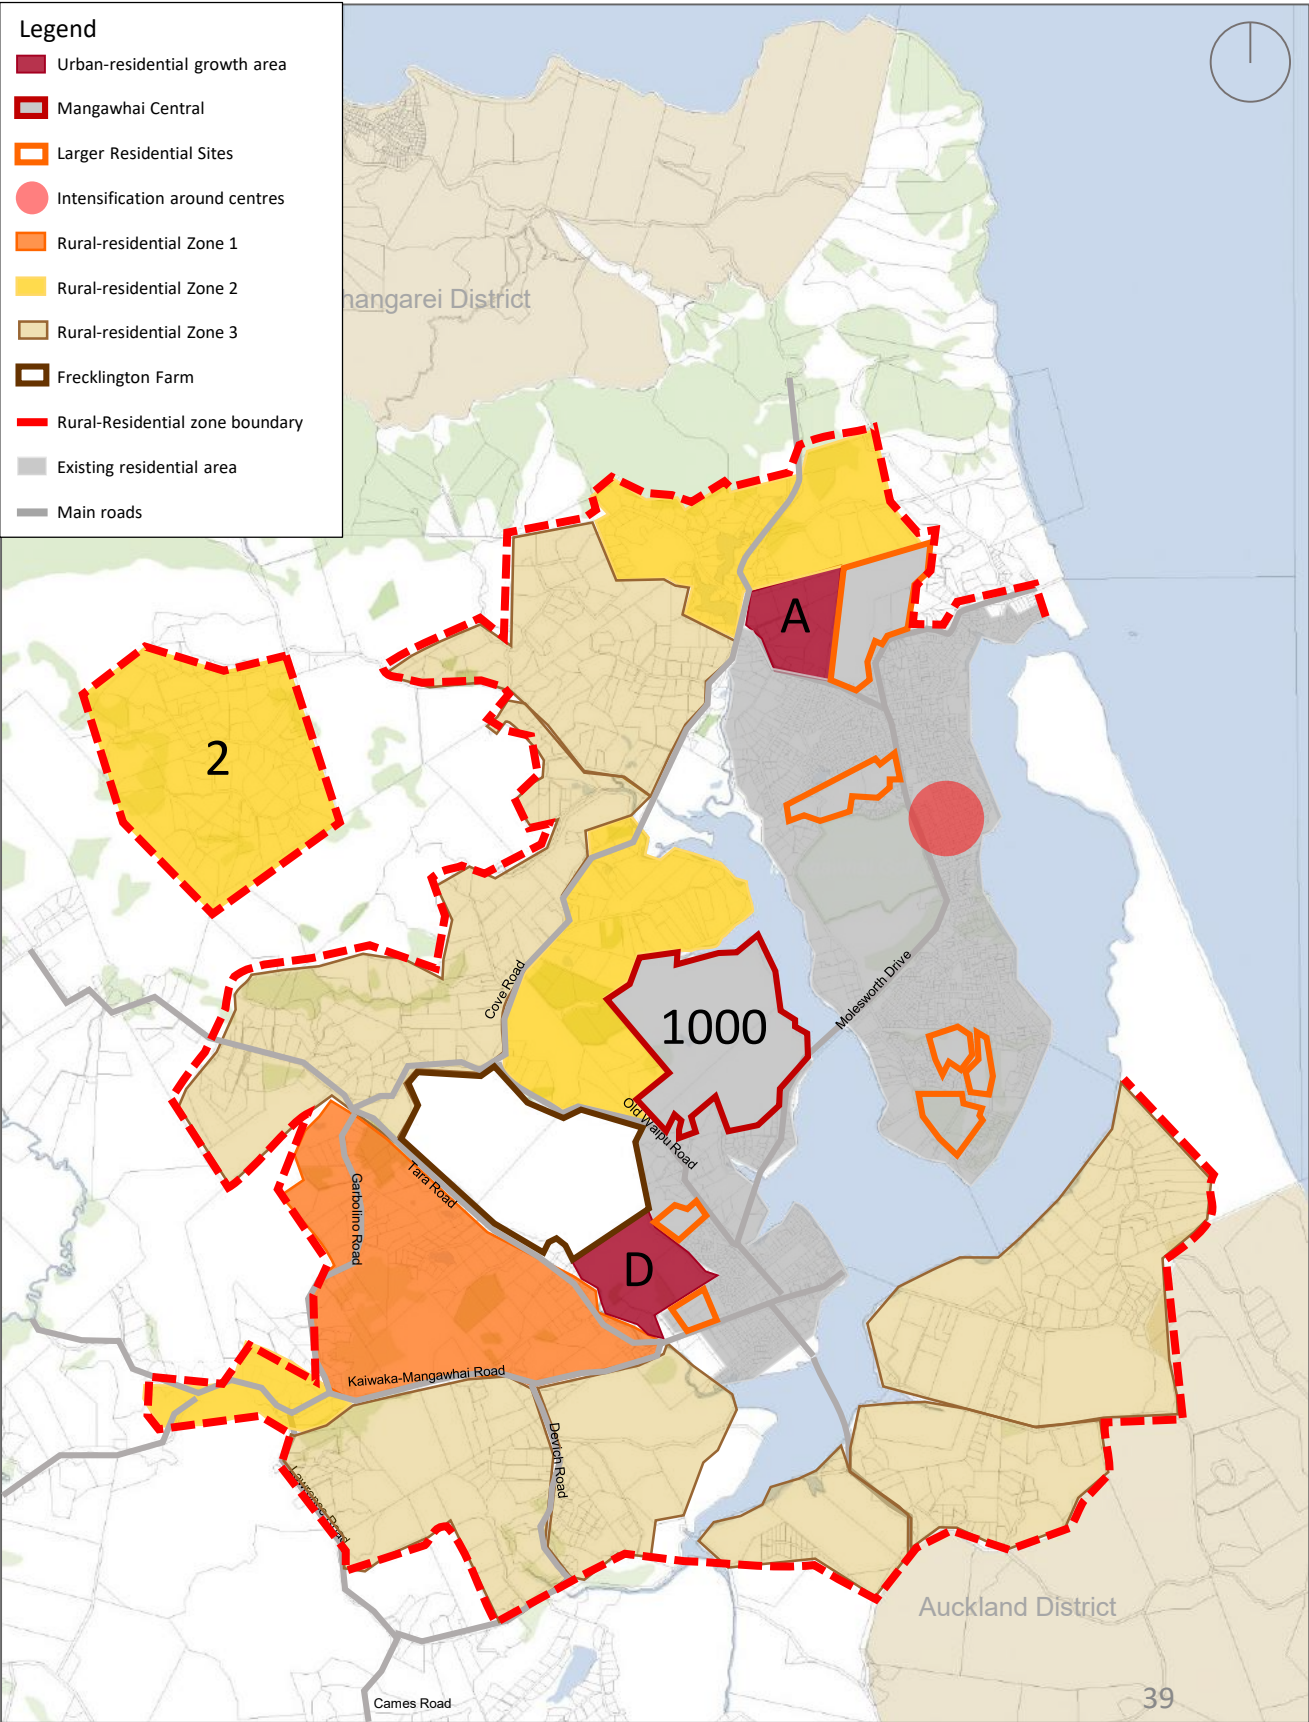 Legend
Urban-residential growth area
Mangawhai Central
Larger Residential Sites
Intensification around centres
Rural-residential Zone 1
Rural-residential Zone 2
Rural-residential Zone 3
Frecklington Farm
Rural-Residential zone boundary
Existing residential area
Main roads
hangarei District
A
2
1000
Cove Road
Molesworth Drive
Old Waipu Road
Tara Road
Garbolino Road
D
Kaiwaka-Mangawhai Road
Devich Road
Lawrence Road
Auckland District
Cames Road
39